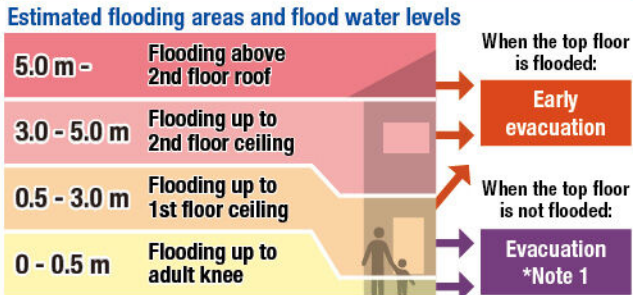 Estimated flooding areas and flood water levels
5.0 m -
Flooding above
2nd floor roof
3.0 - 5.0 m
Flooding up to
2nd floor ceiling
0.5 - 3.0 m
Flooding up to
1st floor ceiling
0 - 0.5 m
Flooding up to
adult knee
When the top floor
is flooded:
Early
evacuation
When the top floor
is not flooded:
Evacuation
*Note 1